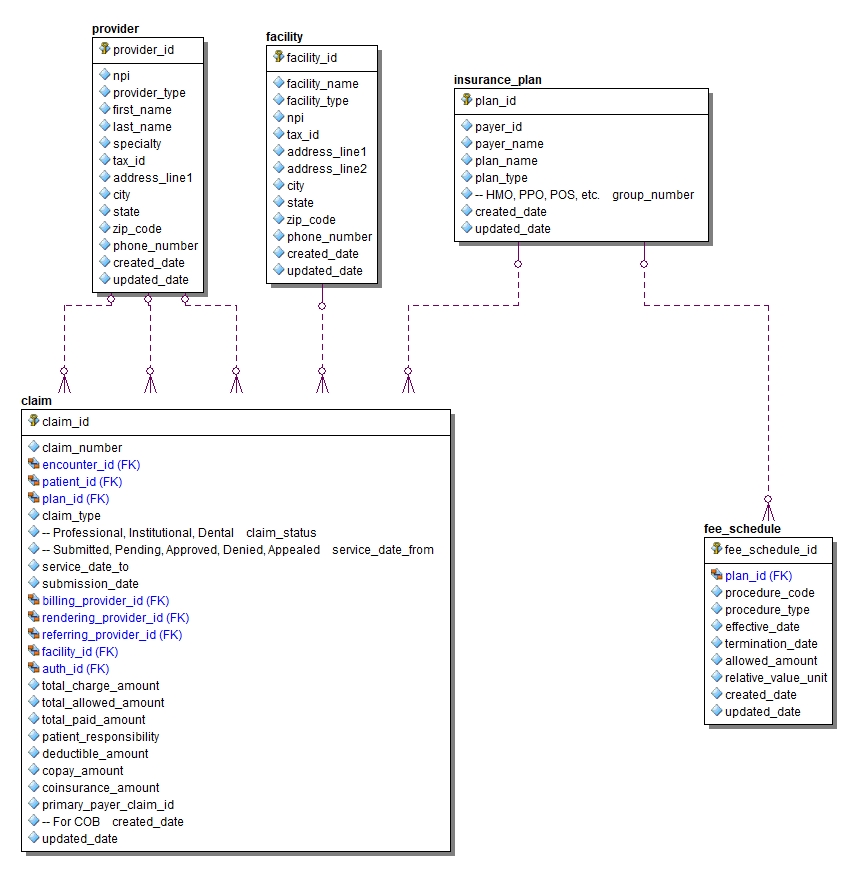 provider
provider_id
npi
provider_type
first_name
last_name
specialty
tax_id
address_line1
city
state
zip_code
phone_number
created_date
updated_date
facility
facility_id
facility_name
facility_type
npi
tax_id
address_line1
address_line2
city
state
zip_code
phone_number
created_date
updated_date
insurance_plan
plan_id
payer_id
payer_name
plan_name
plan_type
-- HMO, PPO, POS, etc. group_number
created_date
updated_date
claim
claim_id
claim_number
encounter_id (FK)
patient_id (FK)
plan_id (FK)
claim_type
-- Professional, Institutional, Dental claim_status
-- Submitted, Pending, Approved, Denied, Appealed service_date_from
service_date_to
submission_date
billing_provider_id (FK)
rendering_provider_id (FK)
referring_provider_id (FK)
facility_id (FK)
auth_id (FK)
total_charge_amount
total_allowed_amount
total_paid_amount
patient_responsibility
deductible_amount
copay_amount
coinsurance_amount
primary_payer_claim_id
-- For COB created_date
updated_date
fee_schedule
fee_schedule_id
plan_id (FK)
procedure_code
procedure_type
effective_date
termination_date
allowed_amount
relative_value_unit
created_date
updated_date